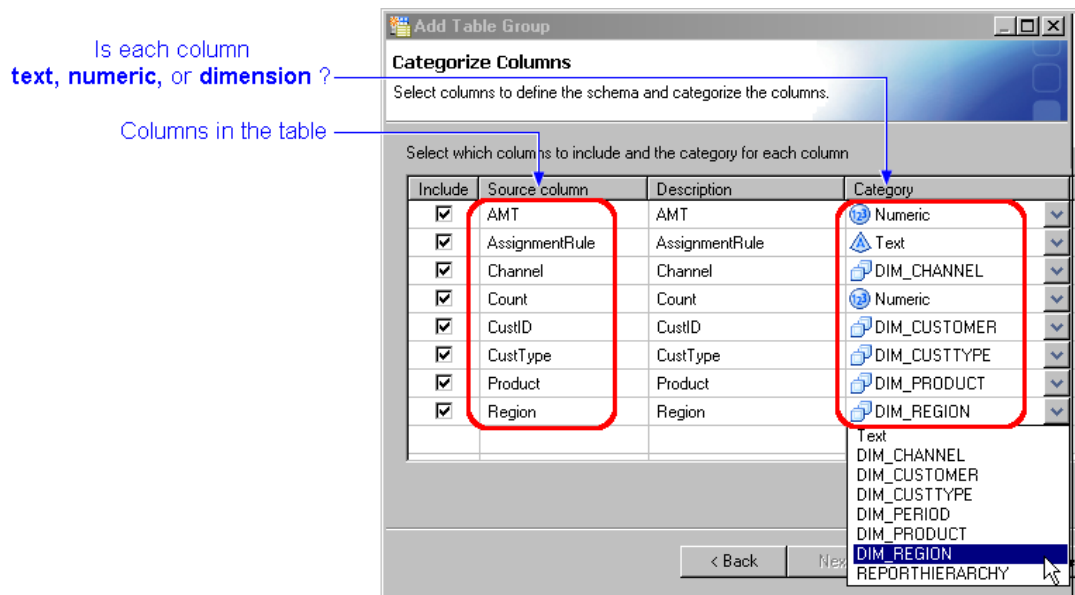 Add Table Group
Is each column
text, numeric, or dimension ?
Categorize Columns
Select columns to define the schema and categorize the columns.
Columns in the table
Select which columns to include and the category for each column
Include Source column Description Category
AMT AMT Numeric
AssignmentRule AssignmentRule Text
Channel Channel DIM_CHANNEL
Count Count Numeric
CustID CustID DIM_CUSTOMER
CustType CustType DIM_CUSTTYPE
Product Product DIM_PRODUCT
Region Region DIM_REGION
Text
DIM_CHANNEL
DIM_CUSTOMER
DIM_CUSTTYPE
DIM_PERIOD
DIM_PRODUCT
DIM_REGION
REPORTHIERARCHY
< Back